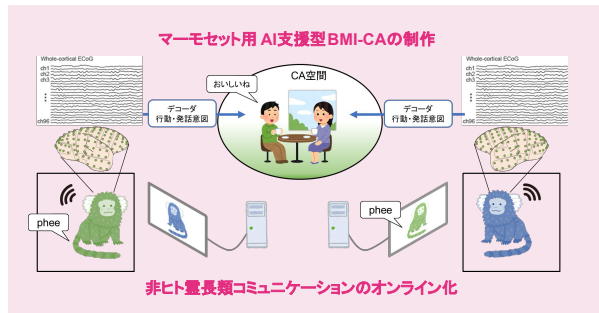 マーモセット用 AI支援型BMI-CAの制作
Whole-cortical ECoG
ch1
ch2
ch3
ch96
デコーダ
行動・発話意図
おいしいね
CA空間
デコーダ
行動・発話意図
Whole-cortical ECoG
ch1
ch2
ch3
ch96
phee
phee
非ヒト霊長類コミュニケーションのオンライン化